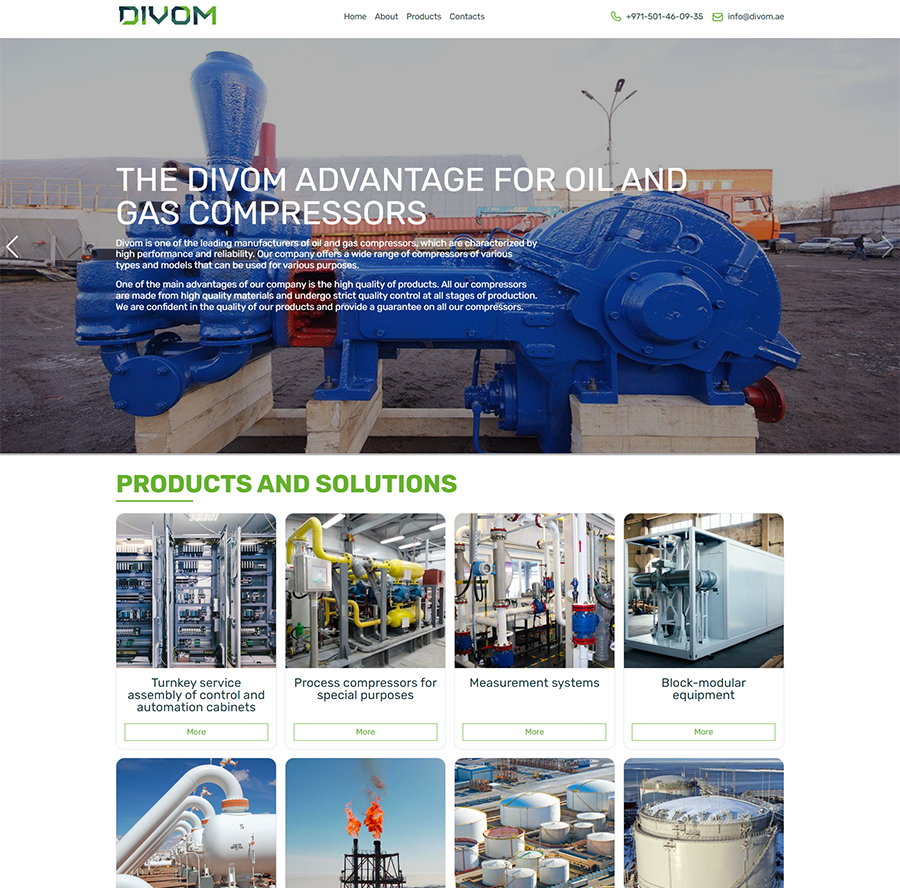 DIVOM
Home About Products Contacts
+971-501-46-09-35 info@divom.ae
THE DIVOM ADVANTAGE FOR OIL AND
GAS COMPRESSORS
Divom is one of the leading manufacturers of oil and gas compressors, which are characterized by
high performance and reliability. Our company offers a wide range of compressors of various
types and models that can be used for various purposes.
One of the main advantages of our company is the high quality of products. All our compressors
are made from high quality materials and undergo strict quality control at all stages of production.
We are confident in the quality of our products and provide a guarantee on all our compressors.
PRODUCTS AND SOLUTIONS
Turnkey service
assembly of control and
automation cabinets
More
Process compressors for
special purposes
More
Measurement systems
More
Block-modular
equipment
More
5